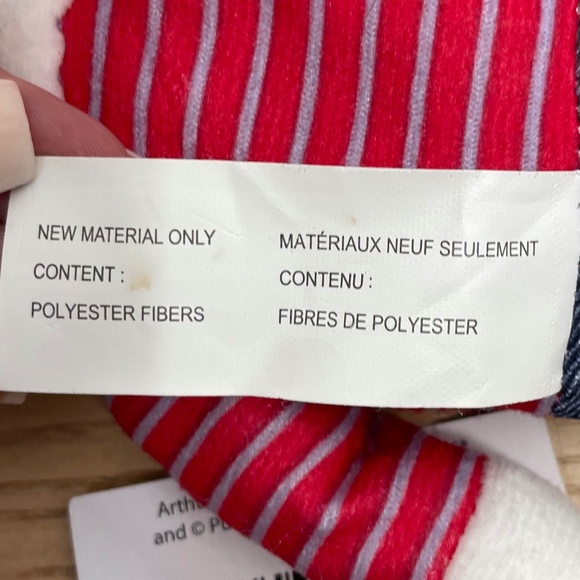 NEW MATERIAL ONLY
CONTENT :
POLYESTER FIBERS
MATÉRIAUX NEUF SEULEMENT
CONTENU :
FIBRES DE POLYESTER
and ©